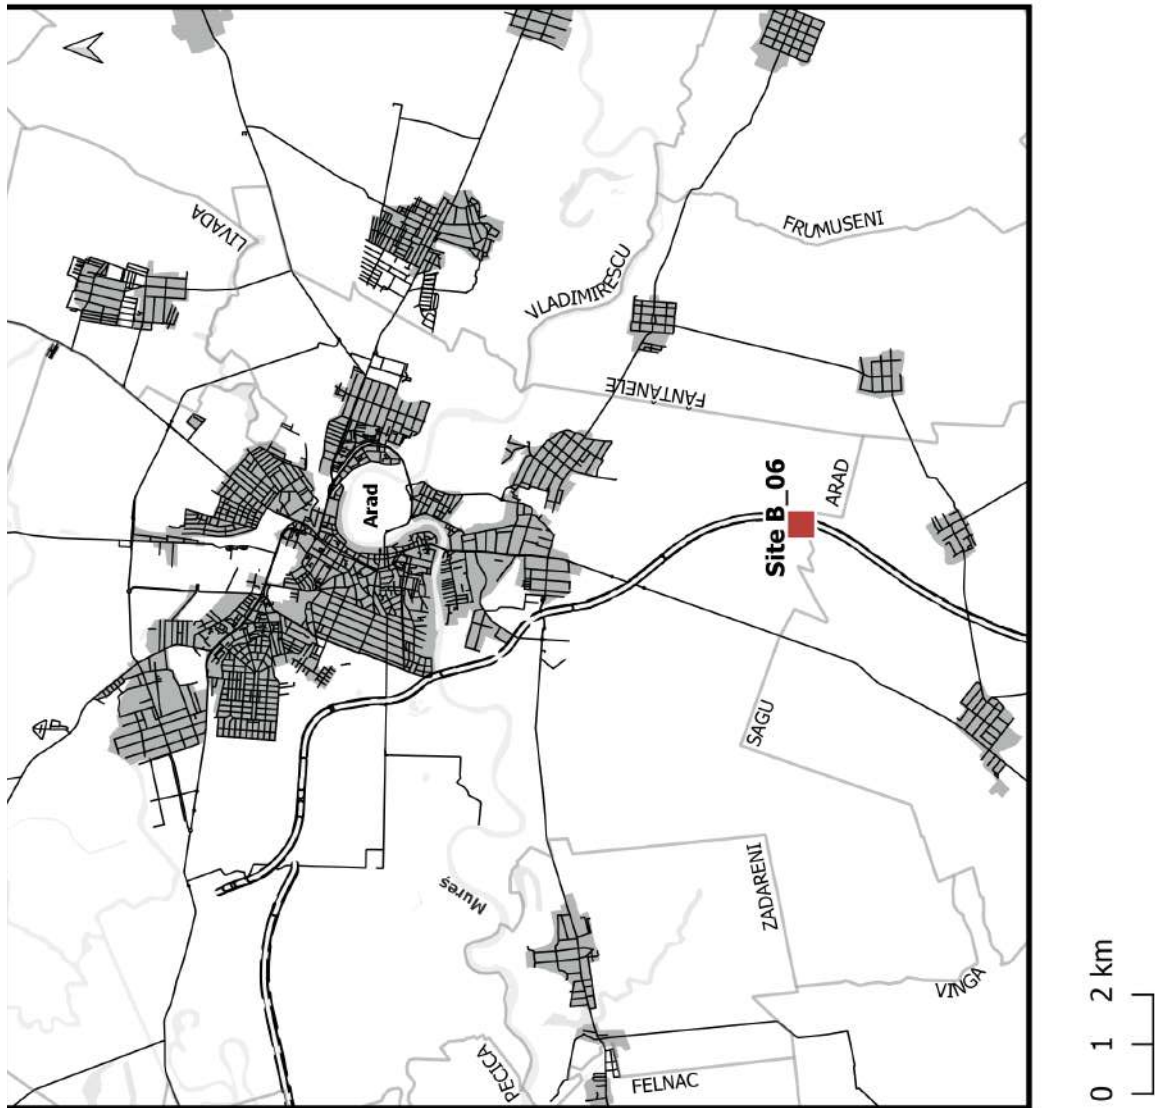 LIVADA
VLADIMIRESCU
FRUMUSENI
FÂNTÂNELE
Arad
Site B_06
ARAD
SAGU
Mureș
ZADARENI
VINGA
PECICA
FELNAC
0 1 2 km